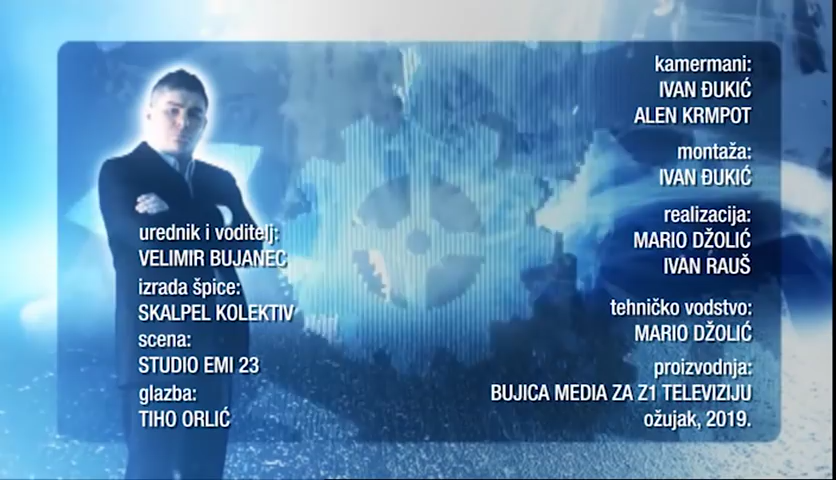 urednik i voditelj:
VELIMIR BUJANEC
izrada špice:
SKALPEL KOLEKTIV
scena:
STUDIO EMI 23
glazba:
TIHO ORLIĆ
kamermani:
IVAN ĐUKIĆ
ALEN KRMPOT
montaža:
IVAN ĐUKIĆ
realizacija:
MARIO DŽOLIĆ
IVAN RAUŠ
tehničko vodstvo:
MARIO DŽOLIĆ
proizvodnja:
BUJICA MEDIA ZA Z1 TELEVIZIJU
ožujak, 2019.